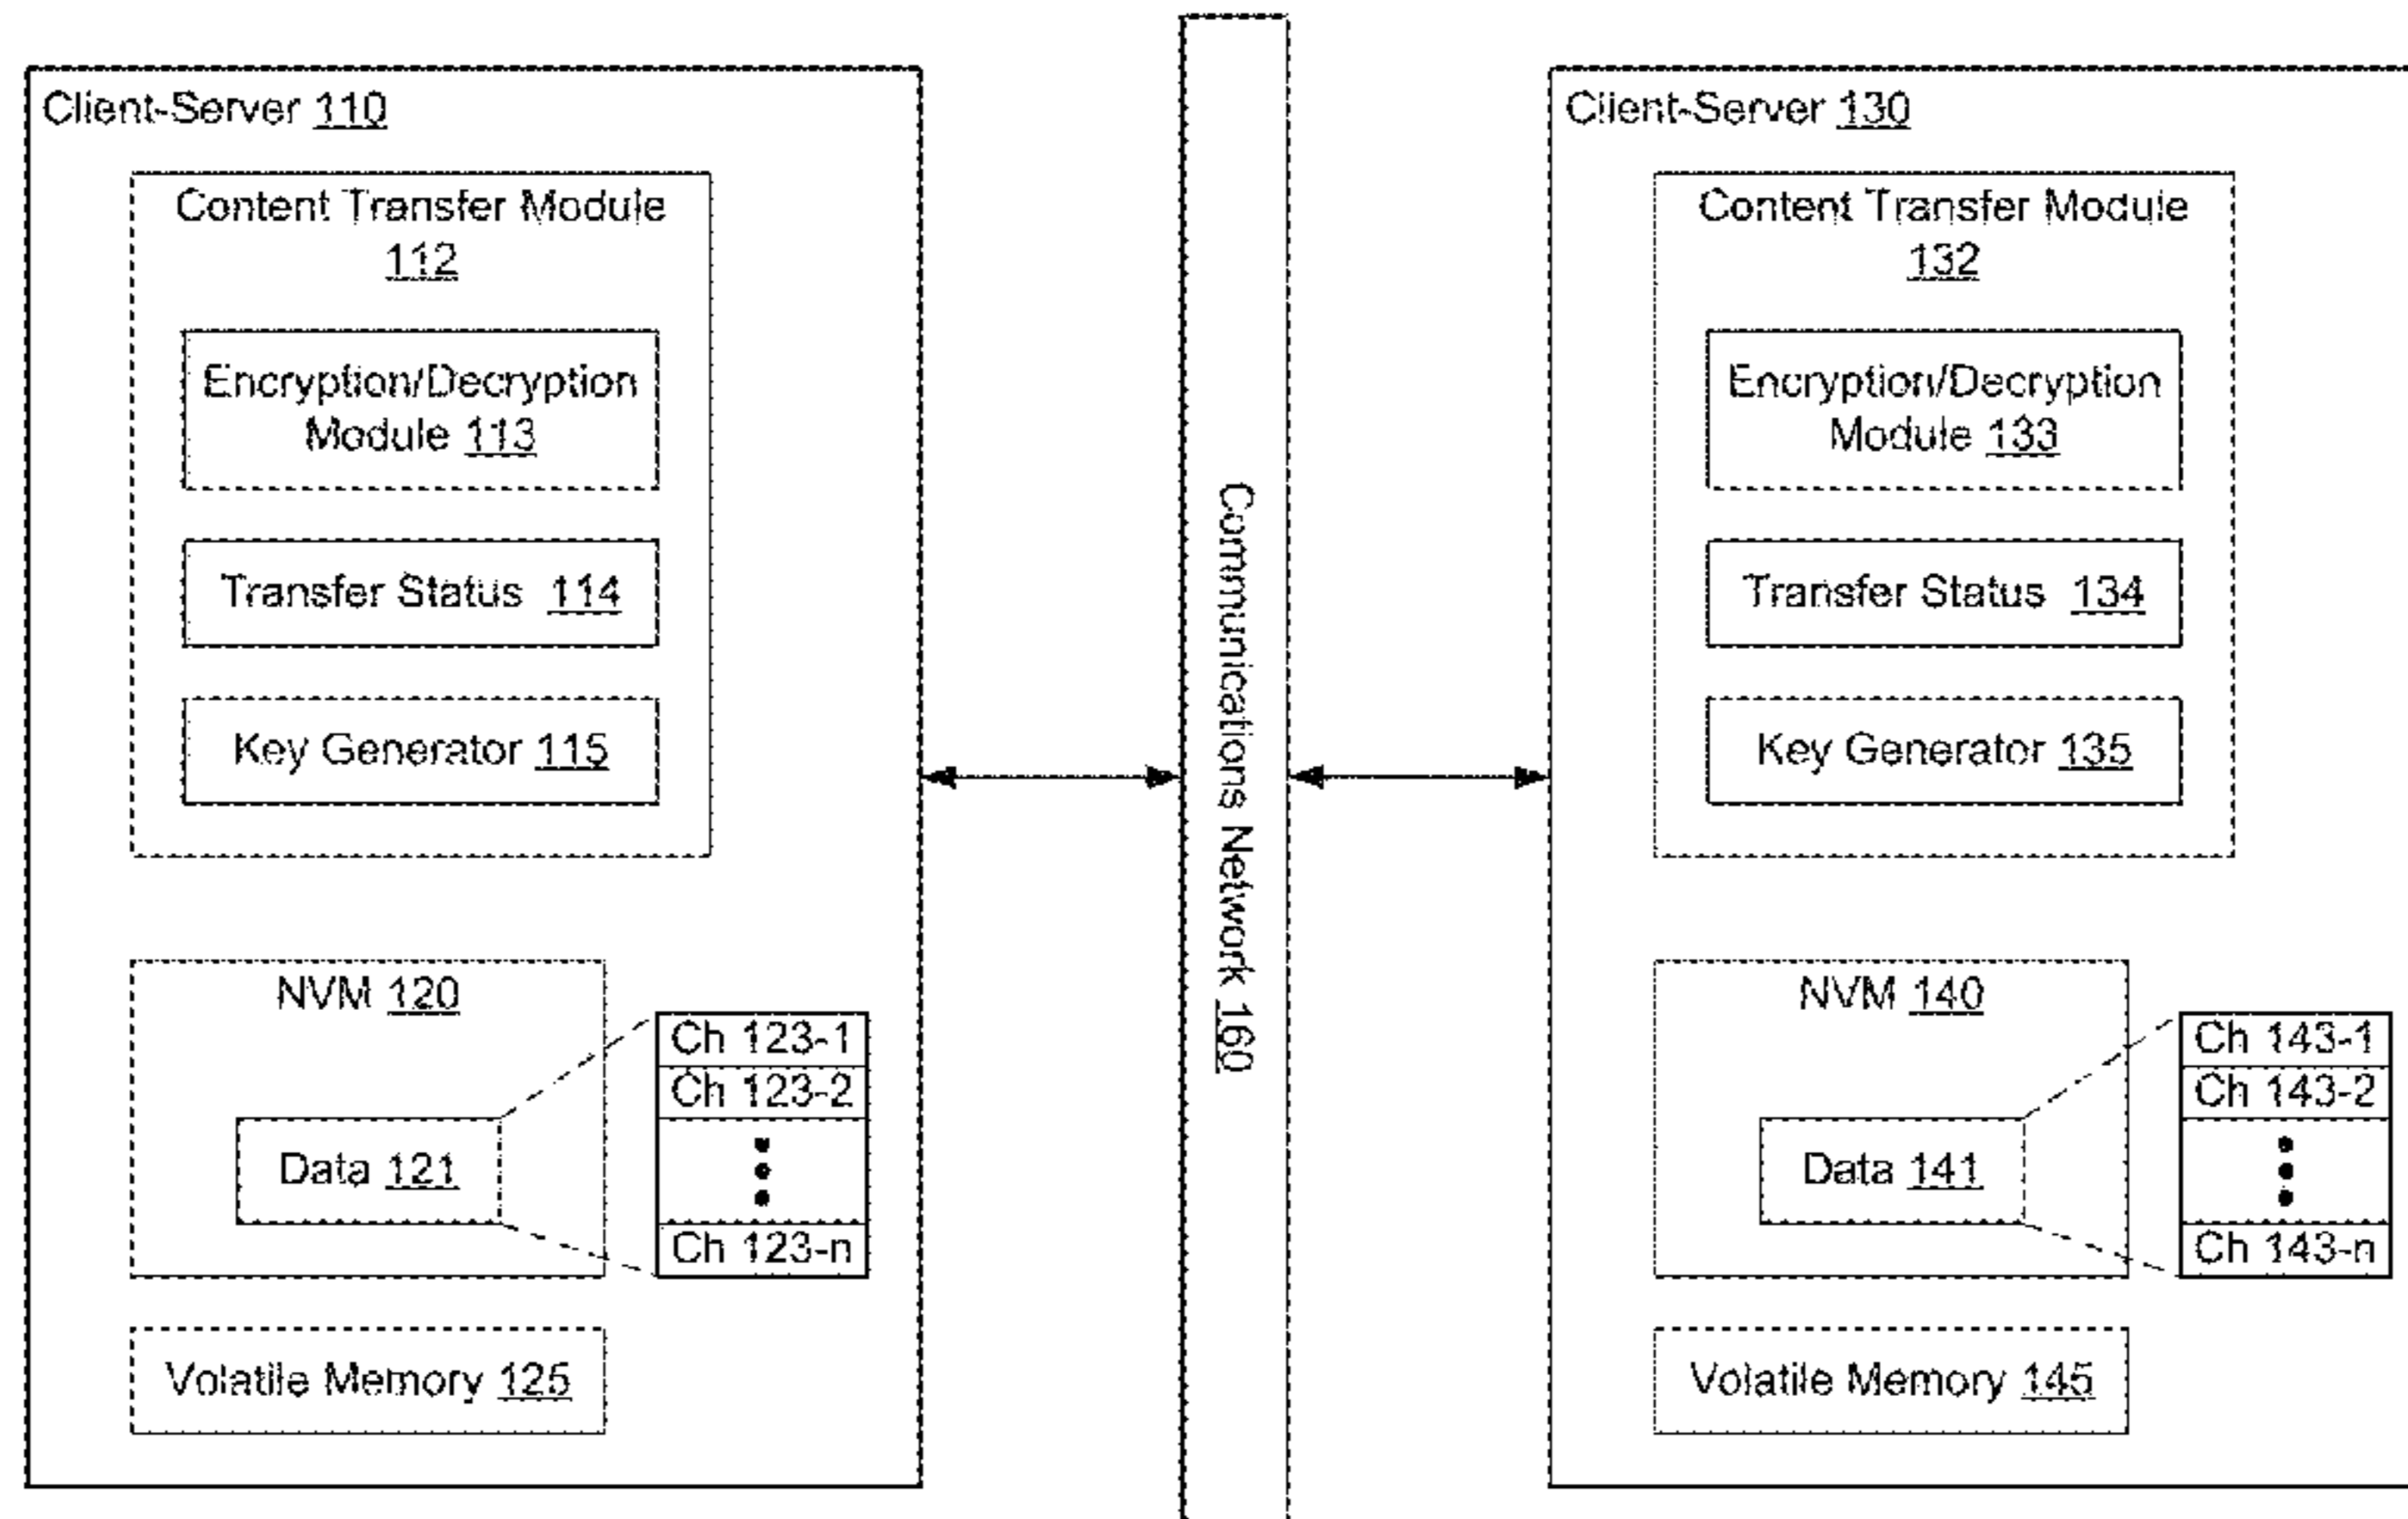 Client-Server 110
Content Transfer Module
112
Encryption/Decryption
Module 113
Transfer Status 114
Key Generator 115
NVM 120
Data 121
Ch 123-1
Ch 123-2
Ch 123-n
Volatile Memory 125
Communications Network 160
Client-Server 130
Content Transfer Module
132
Encryption/Decryption
Module 133
Transfer Status 134
Key Generator 135
NVM 140
Data 141
Ch 143-1
Ch 143-2
Ch 143-n
Volatile Memory 145